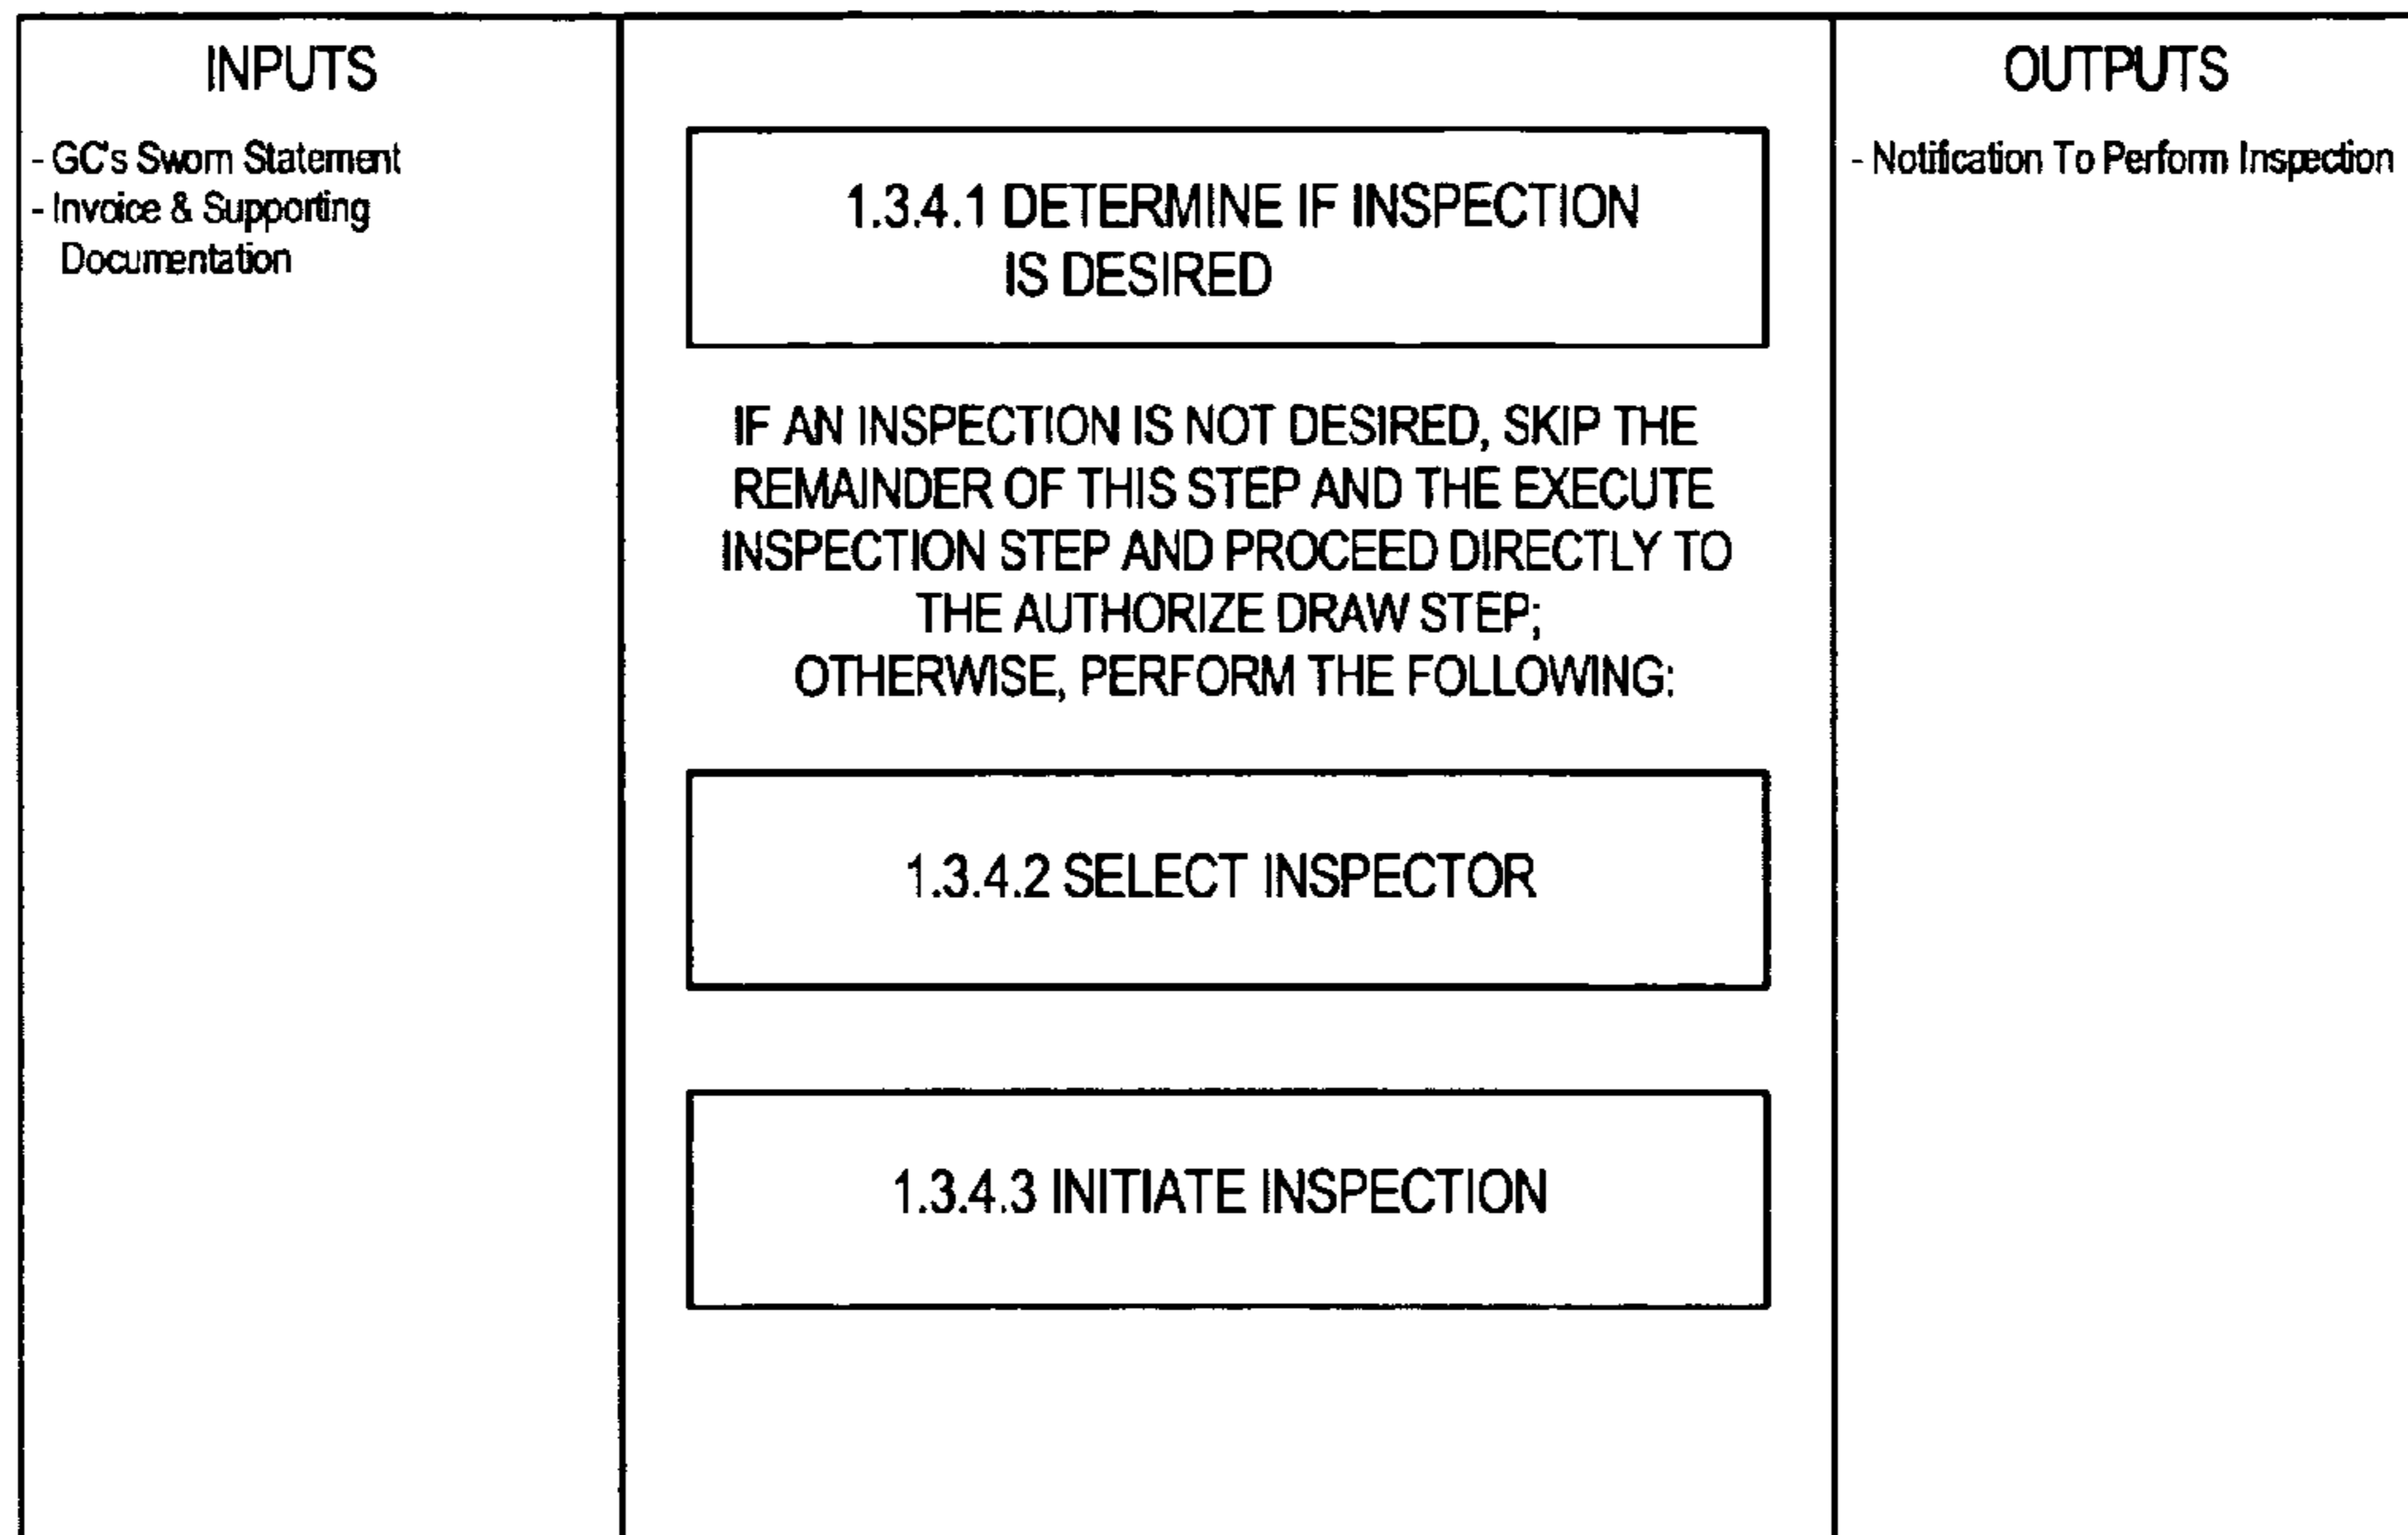 INPUTS
- GC's Sworn Statement
- Invoice & Supporting
Documentation
1.3.4.1 DETERMINE IF INSPECTION
IS DESIRED
IF AN INSPECTION IS NOT DESIRED, SKIP THE
REMAINDER OF THIS STEP AND THE EXECUTE
INSPECTION STEP AND PROCEED DIRECTLY TO
THE AUTHORIZE DRAW STEP;
OTHERWISE, PERFORM THE FOLLOWING:
1.3.4.2 SELECT INSPECTOR
1.3.4.3 INITIATE INSPECTION
OUTPUTS
- Notification To Perform Inspection